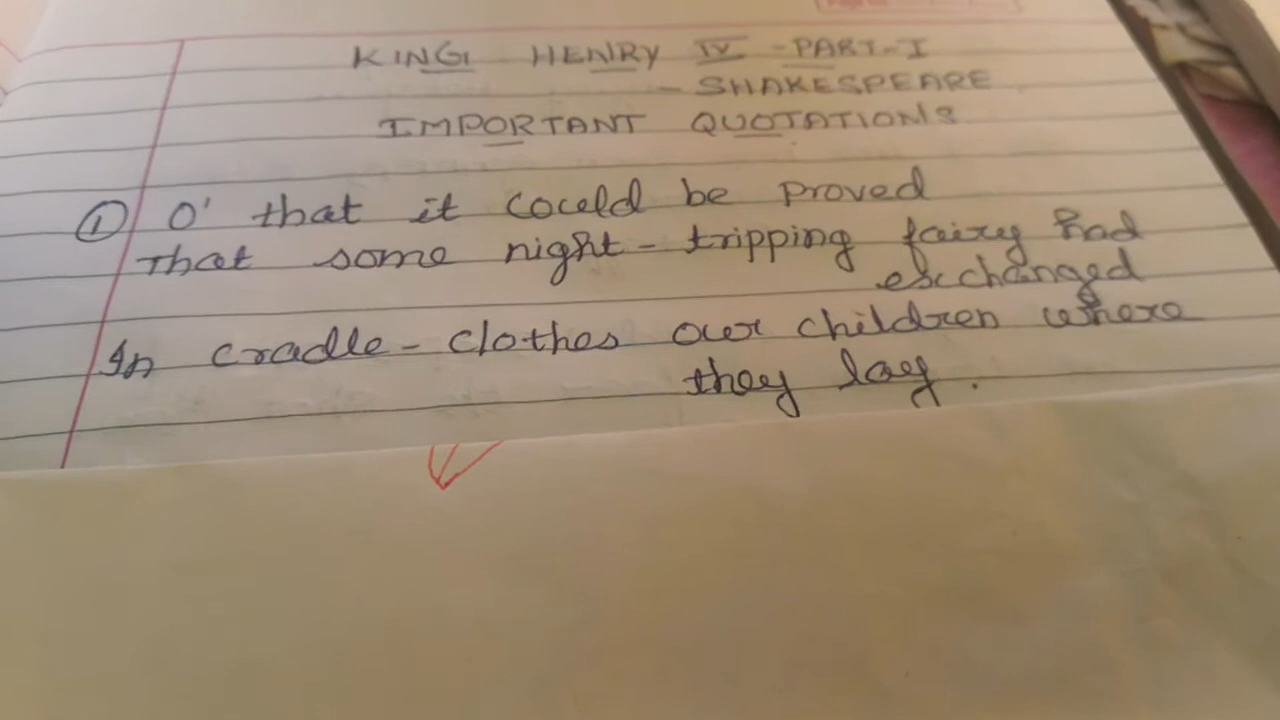 KING HENRY IV - PART-I
- SHAKESPEARE
IMPORTANT QUOTATIONS
① O' that it could be proved
That some night-tripping fairy had
exchanged
In cradle-clothes our children where
they lay.